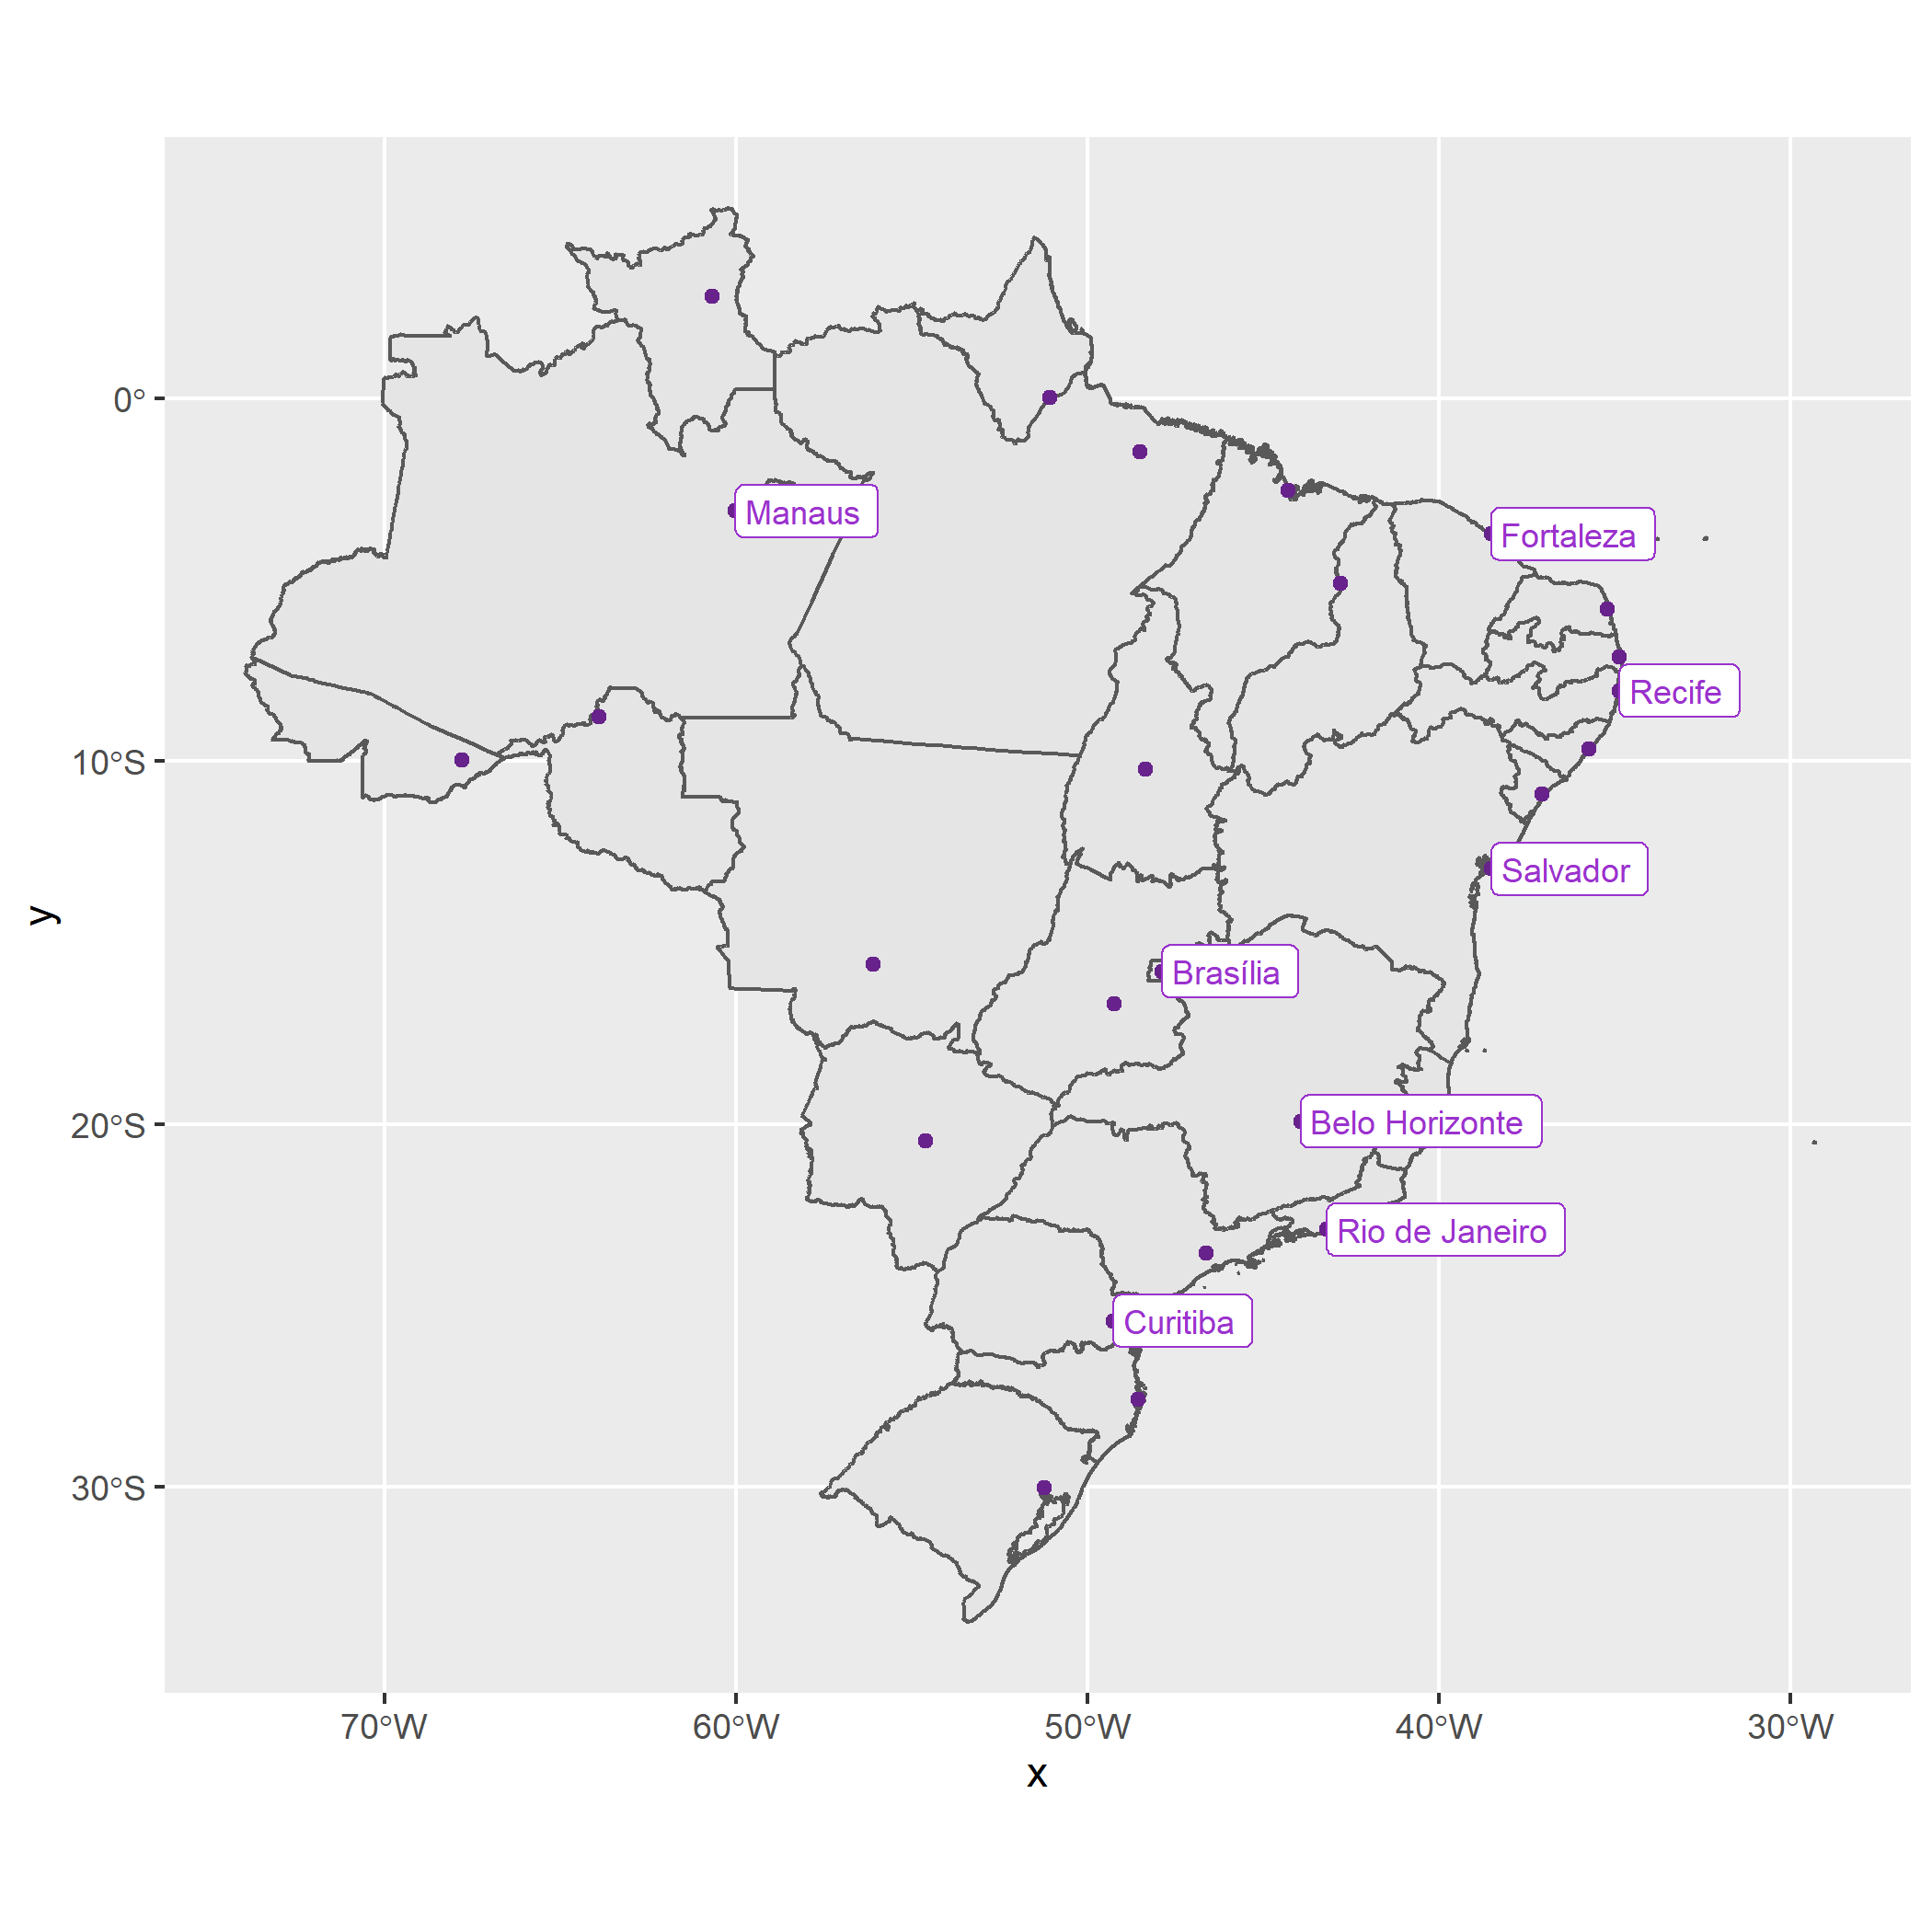 0°
Manaus
Fortaleza
Recife
10°S
Salvador
y
Brasília
Belo Horizonte
20°S
Rio de Janeiro
Curitiba
30°S
70°W 60°W 50°W 40°W 30°W
x